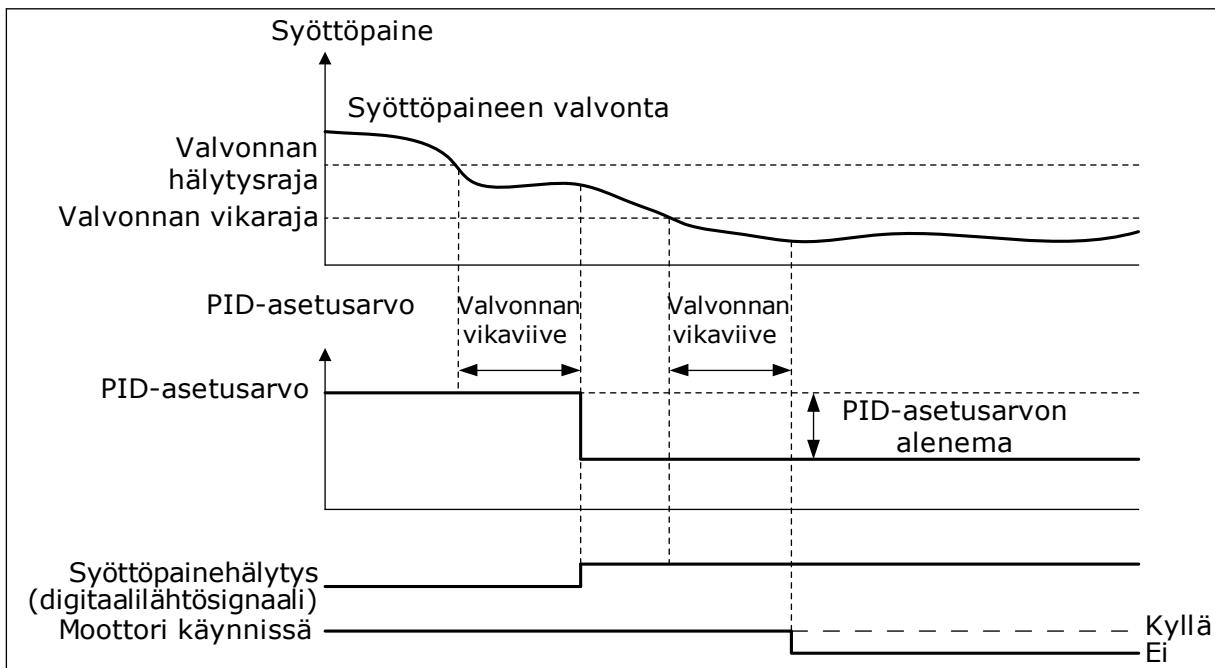 Syöttöpaine
Syöttöpaineen valvonta
Valvonnan
hälytysraja
Valvonnan vikaraja
PID-asetusarvo
Valvonnan
vikaviive
Valvonnan
vikaviive
PID-asetusarvo
PID-asetusarvon
alenema
Syöttöpainehälytys
(digitaalilähtösignaali)
Moottori käynnissä
Kyllä
Ei